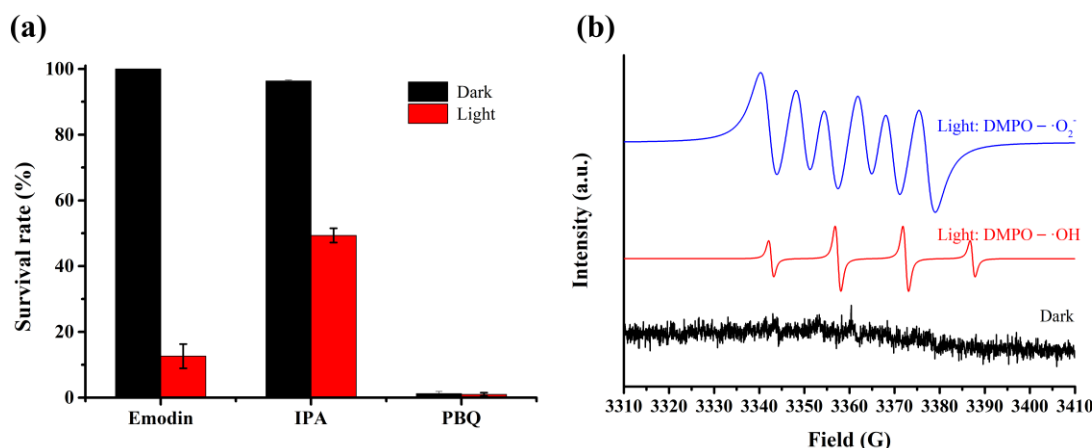 (a)
Survival rate (%)
100
80
60
40
20
0
Dark
Light
Emodin IPA PBQ
(b)
Intensity (a.u.)
Light: DMPO − ·O₂⁻
Light: DMPO − ·OH
Dark
3310 3320 3330 3340 3350 3360 3370 3380 3390 3400 3410
Field (G)